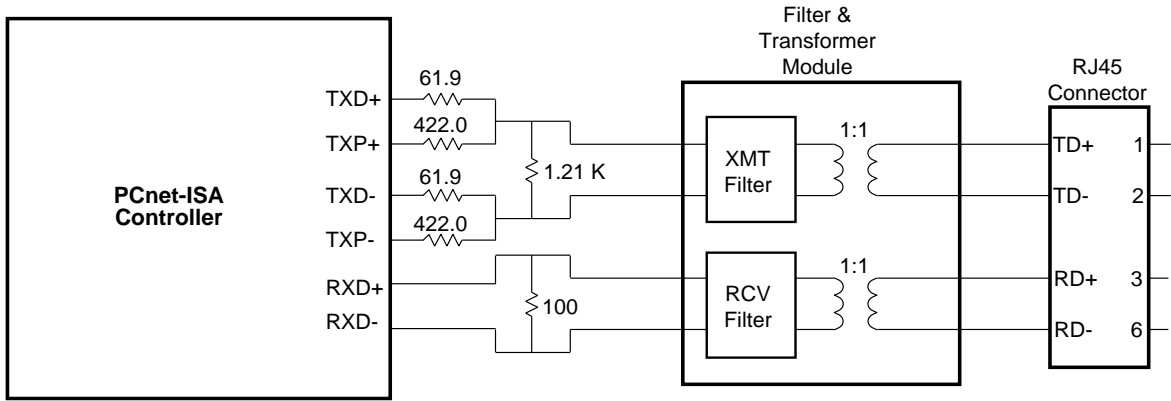 Filter &
Transformer
Module
RJ45
Connector
PCnet-ISA
Controller
TXD+
61.9
TXP+
422.0
TXD-
61.9
TXP-
422.0
1.21 K
RXD+
RXD-
100
XMT
Filter
1:1
RCV
Filter
1:1
TD+ 1
TD- 2
RD+ 3
RD- 6